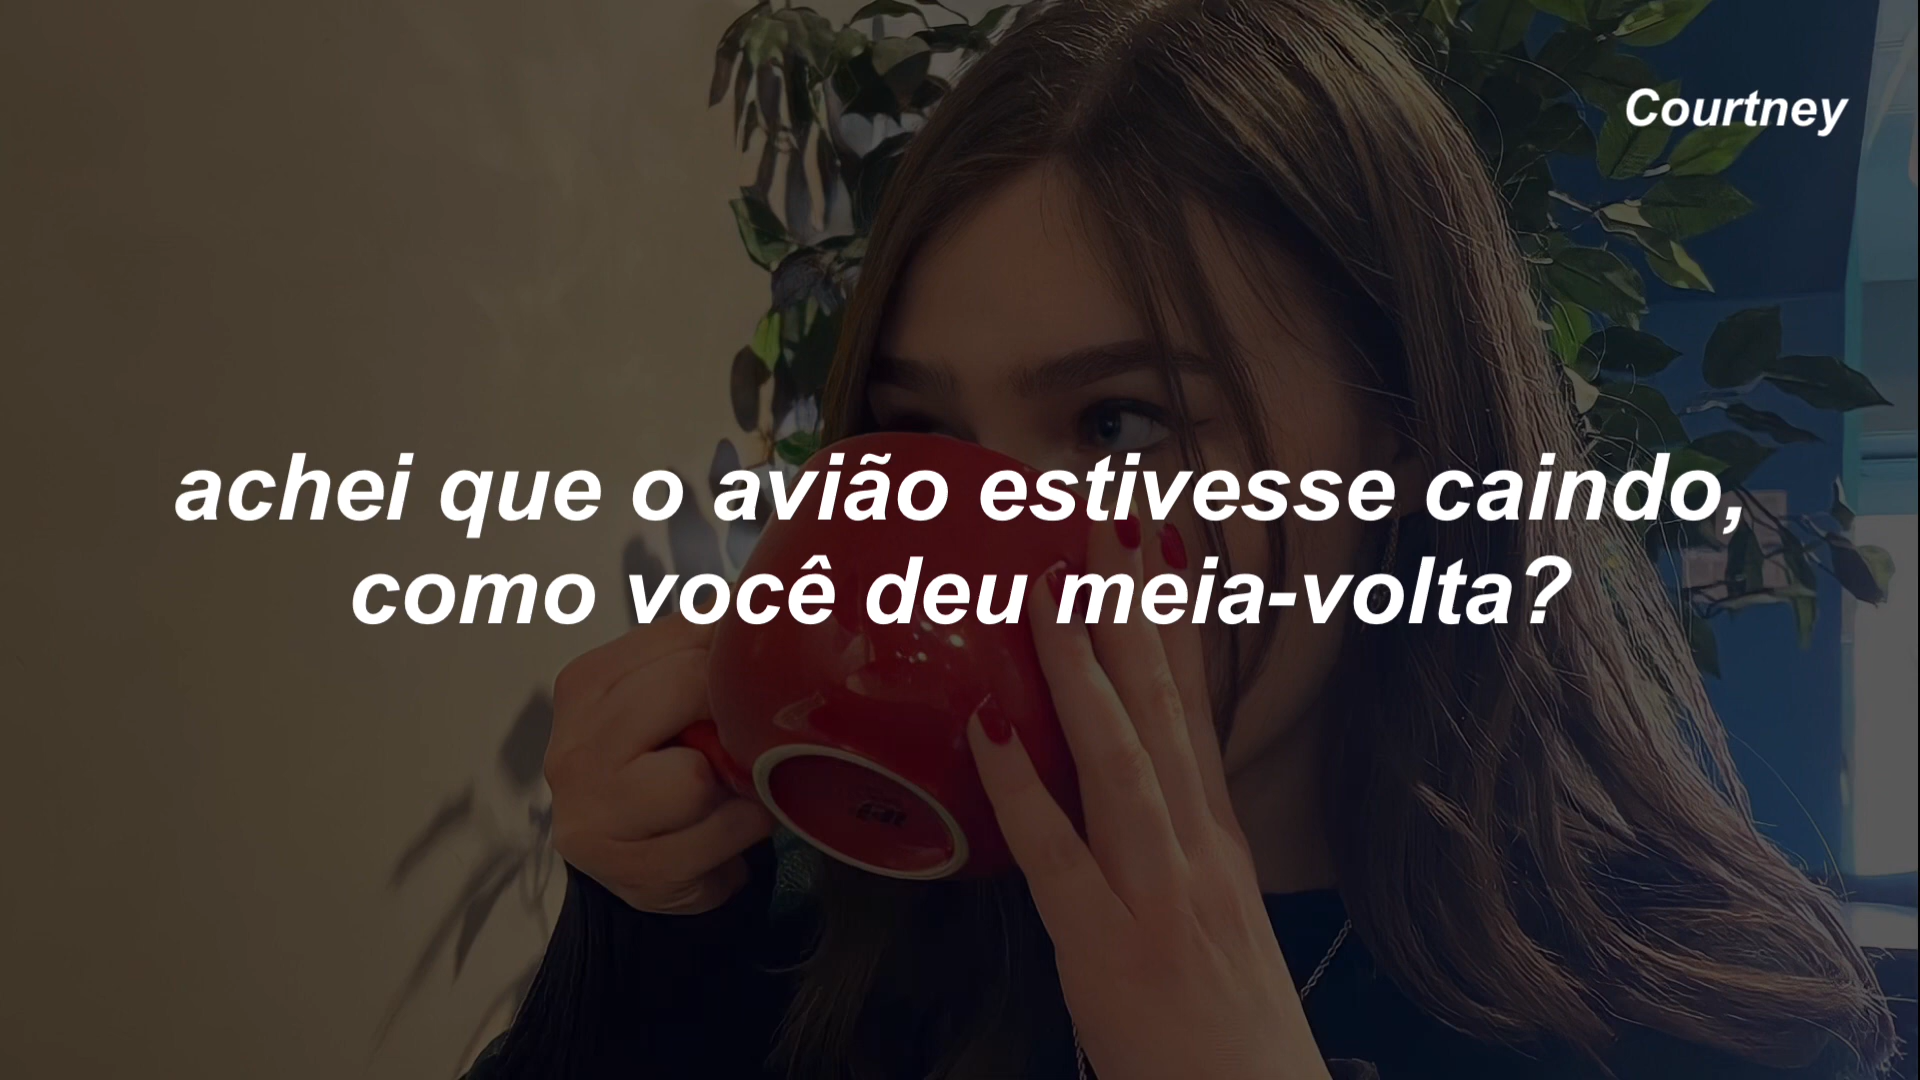 Courtney
achei que o avião estivesse caindo,
como você deu meia-volta?